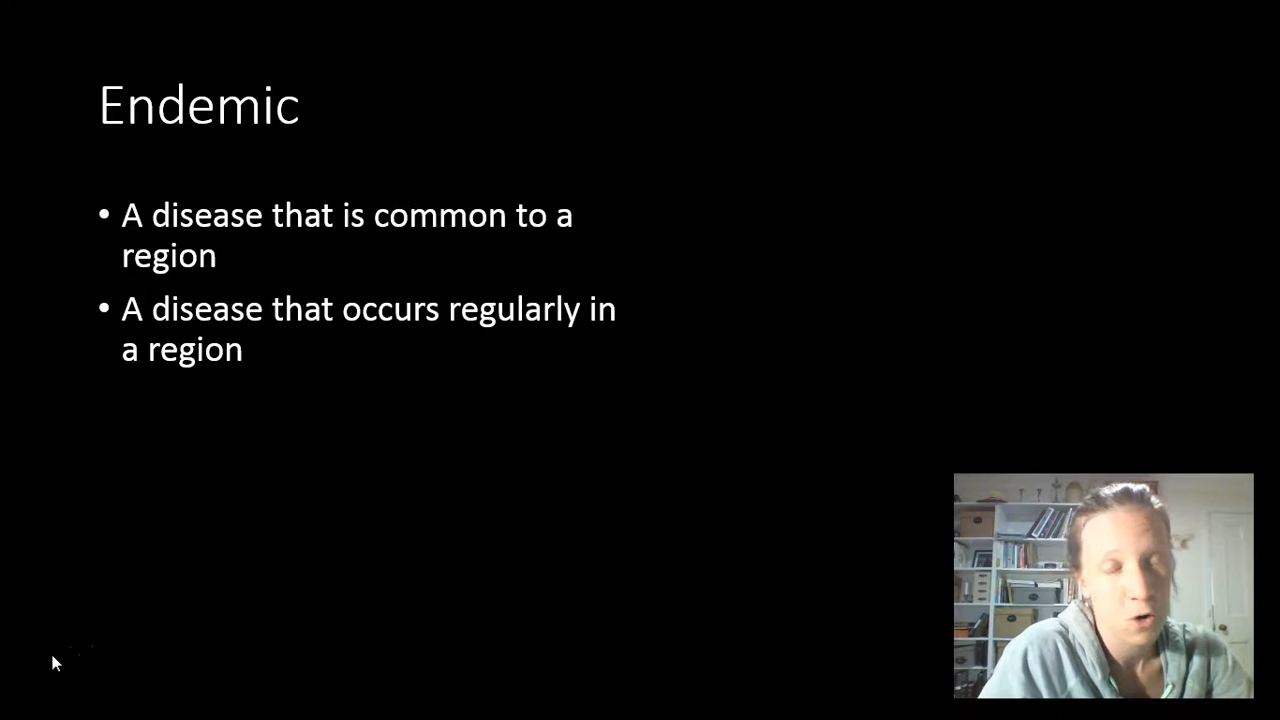 Endemic
• A disease that is common to a
region
• A disease that occurs regularly in
a region